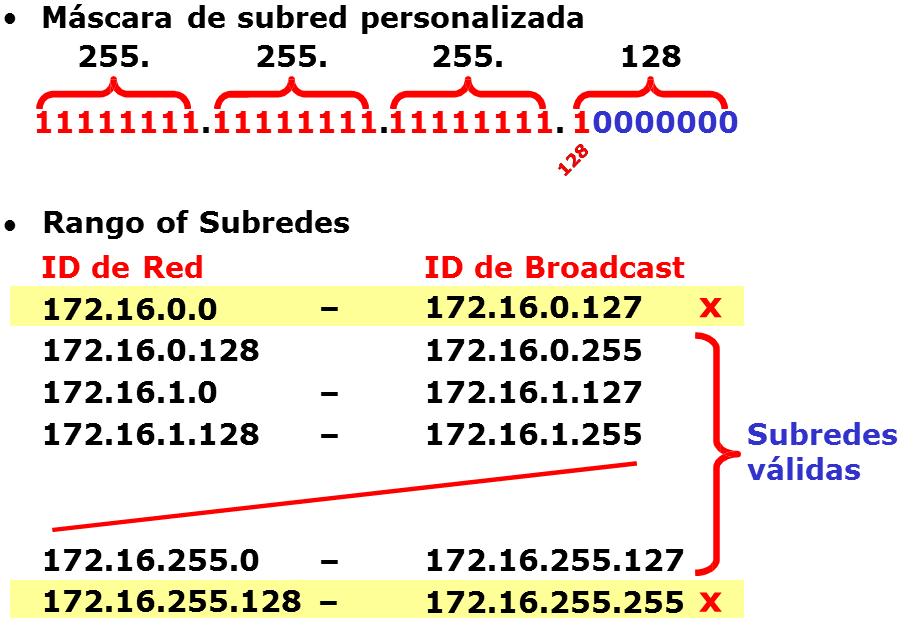 • Máscara de subred personalizada
255. 255. 255. 128
11111111.11111111.11111111.10000000
128
• Rango of Subredes
ID de Red ID de Broadcast
172.16.0.0 – 172.16.0.127 x
172.16.0.128 172.16.0.255
172.16.1.0 – 172.16.1.127
172.16.1.128 – 172.16.1.255
Subredes
válidas
172.16.255.0 – 172.16.255.127
172.16.255.128 – 172.16.255.255 x